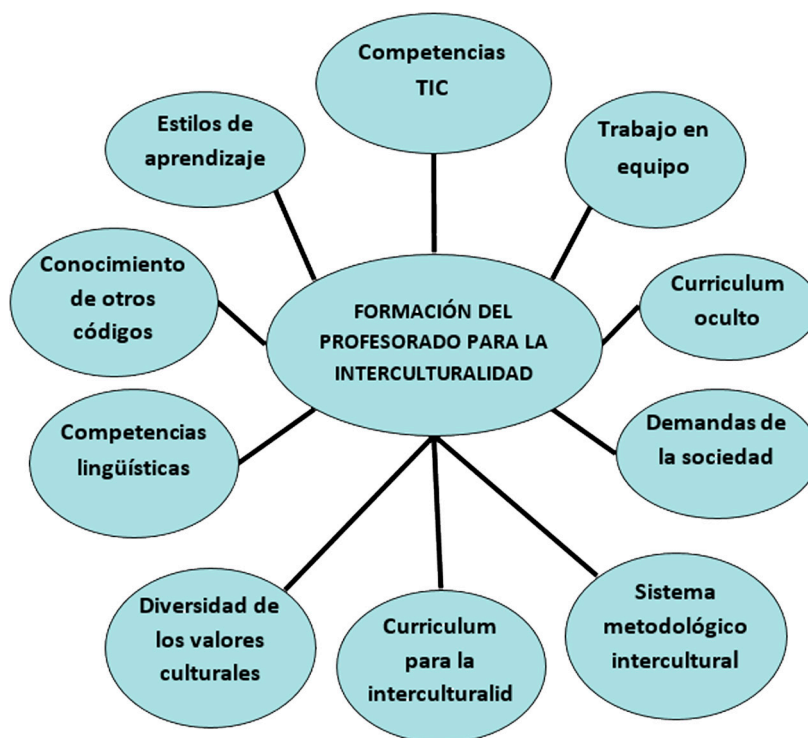 Competencias
TIC
Estilos de
aprendizaje
Trabajo en
equipo
Conocimiento
de otros
códigos
FORMACIÓN DEL
PROFESORADO PARA LA
INTERCULTURALIDAD
Curriculum
oculto
Competencias
lingüísticas
Demandas de
la sociedad
Diversidad de
los valores
culturales
Curriculum
para la
interculturalid
Sistema
metodológico
intercultural